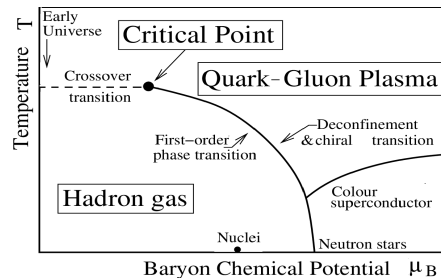 Temperature T
Early
Universe
Critical Point
Quark-Gluon Plasma
Crossover
transition
First-order
phase transition
Deconfinement
& chiral transition
Hadron gas
Colour
superconductor
Nuclei
Neutron stars
Baryon Chemical Potential μB